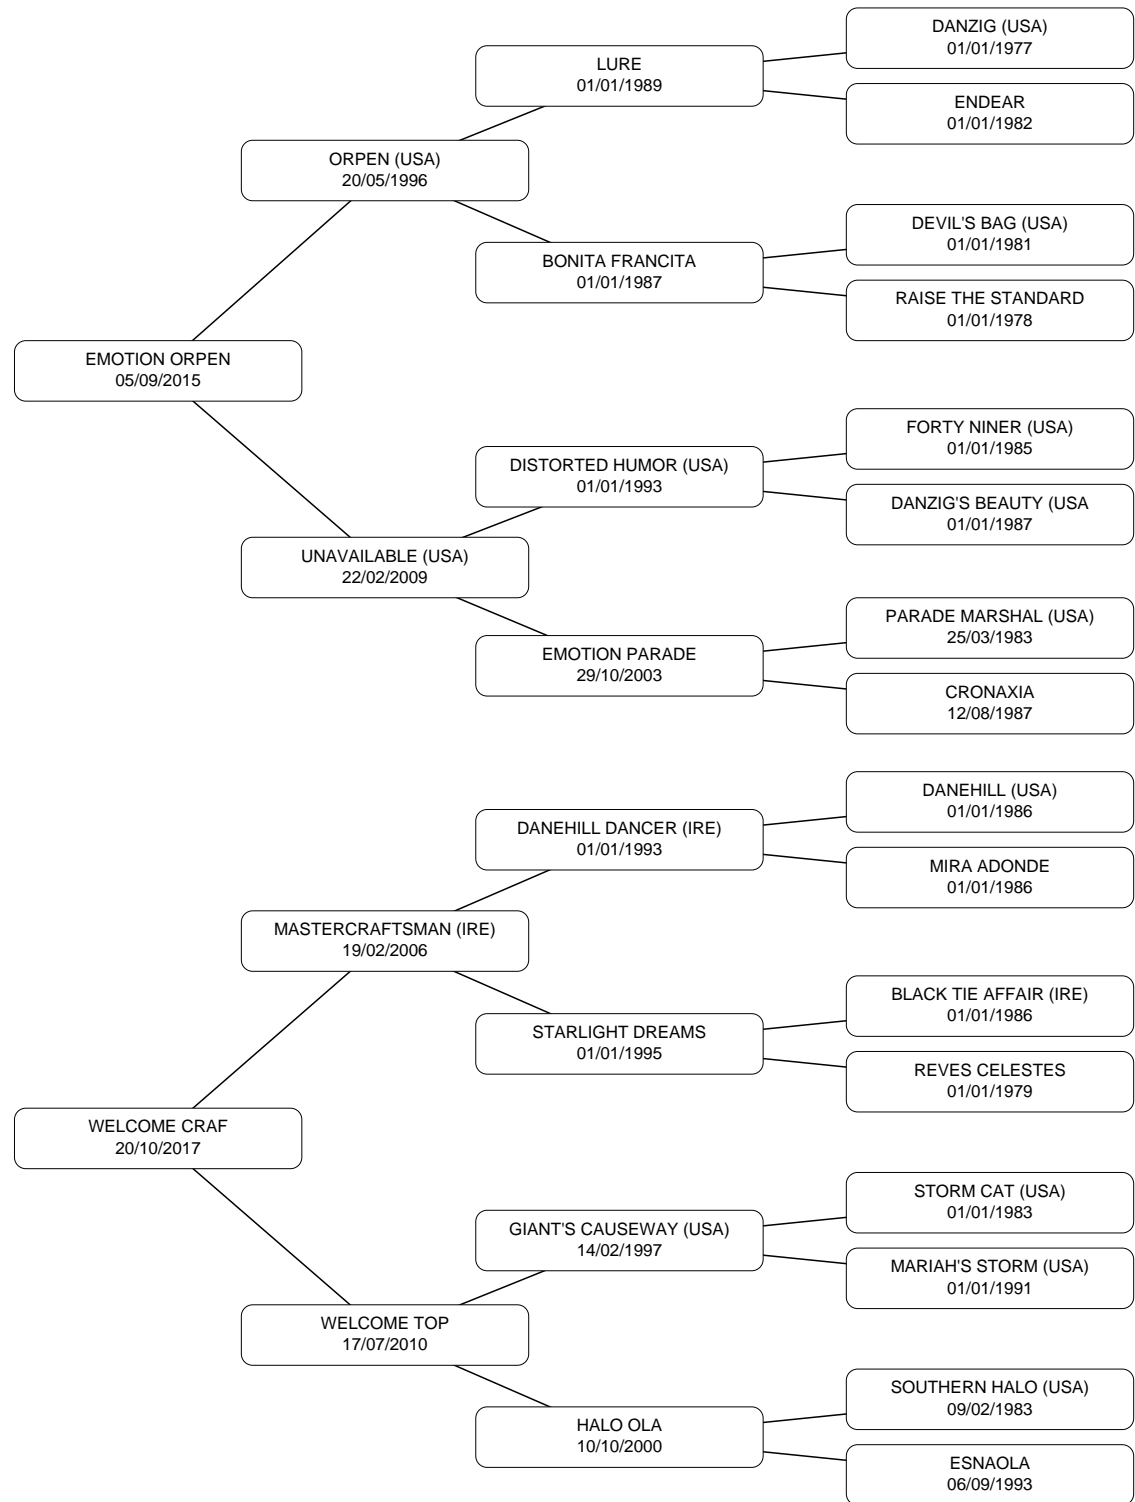 DANZIG (USA)
01/01/1977
LURE
01/01/1989
ENDEAR
01/01/1982
ORPEN (USA)
20/05/1996
DEVIL'S BAG (USA)
01/01/1981
BONITA FRANCITA
01/01/1987
RAISE THE STANDARD
01/01/1978
EMOTION ORPEN
05/09/2015
FORTY NINER (USA)
01/01/1985
DISTORTED HUMOR (USA)
01/01/1993
DANZIG'S BEAUTY (USA
01/01/1987
UNAVAILABLE (USA)
22/02/2009
PARADE MARSHAL (USA)
25/03/1983
EMOTION PARADE
29/10/2003
CRONAXIA
12/08/1987
DANEHILL (USA)
01/01/1986
DANEHILL DANCER (IRE)
01/01/1993
MIRA ADONDE
01/01/1986
MASTERCRAFTSMAN (IRE)
19/02/2006
BLACK TIE AFFAIR (IRE)
01/01/1986
STARLIGHT DREAMS
01/01/1995
REVES CELESTES
01/01/1979
WELCOME CRAF
20/10/2017
STORM CAT (USA)
01/01/1983
GIANT'S CAUSEWAY (USA)
14/02/1997
MARIAH'S STORM (USA)
01/01/1991
WELCOME TOP
17/07/2010
SOUTHERN HALO (USA)
09/02/1983
HALO OLA
10/10/2000
ESNAOLA
06/09/1993